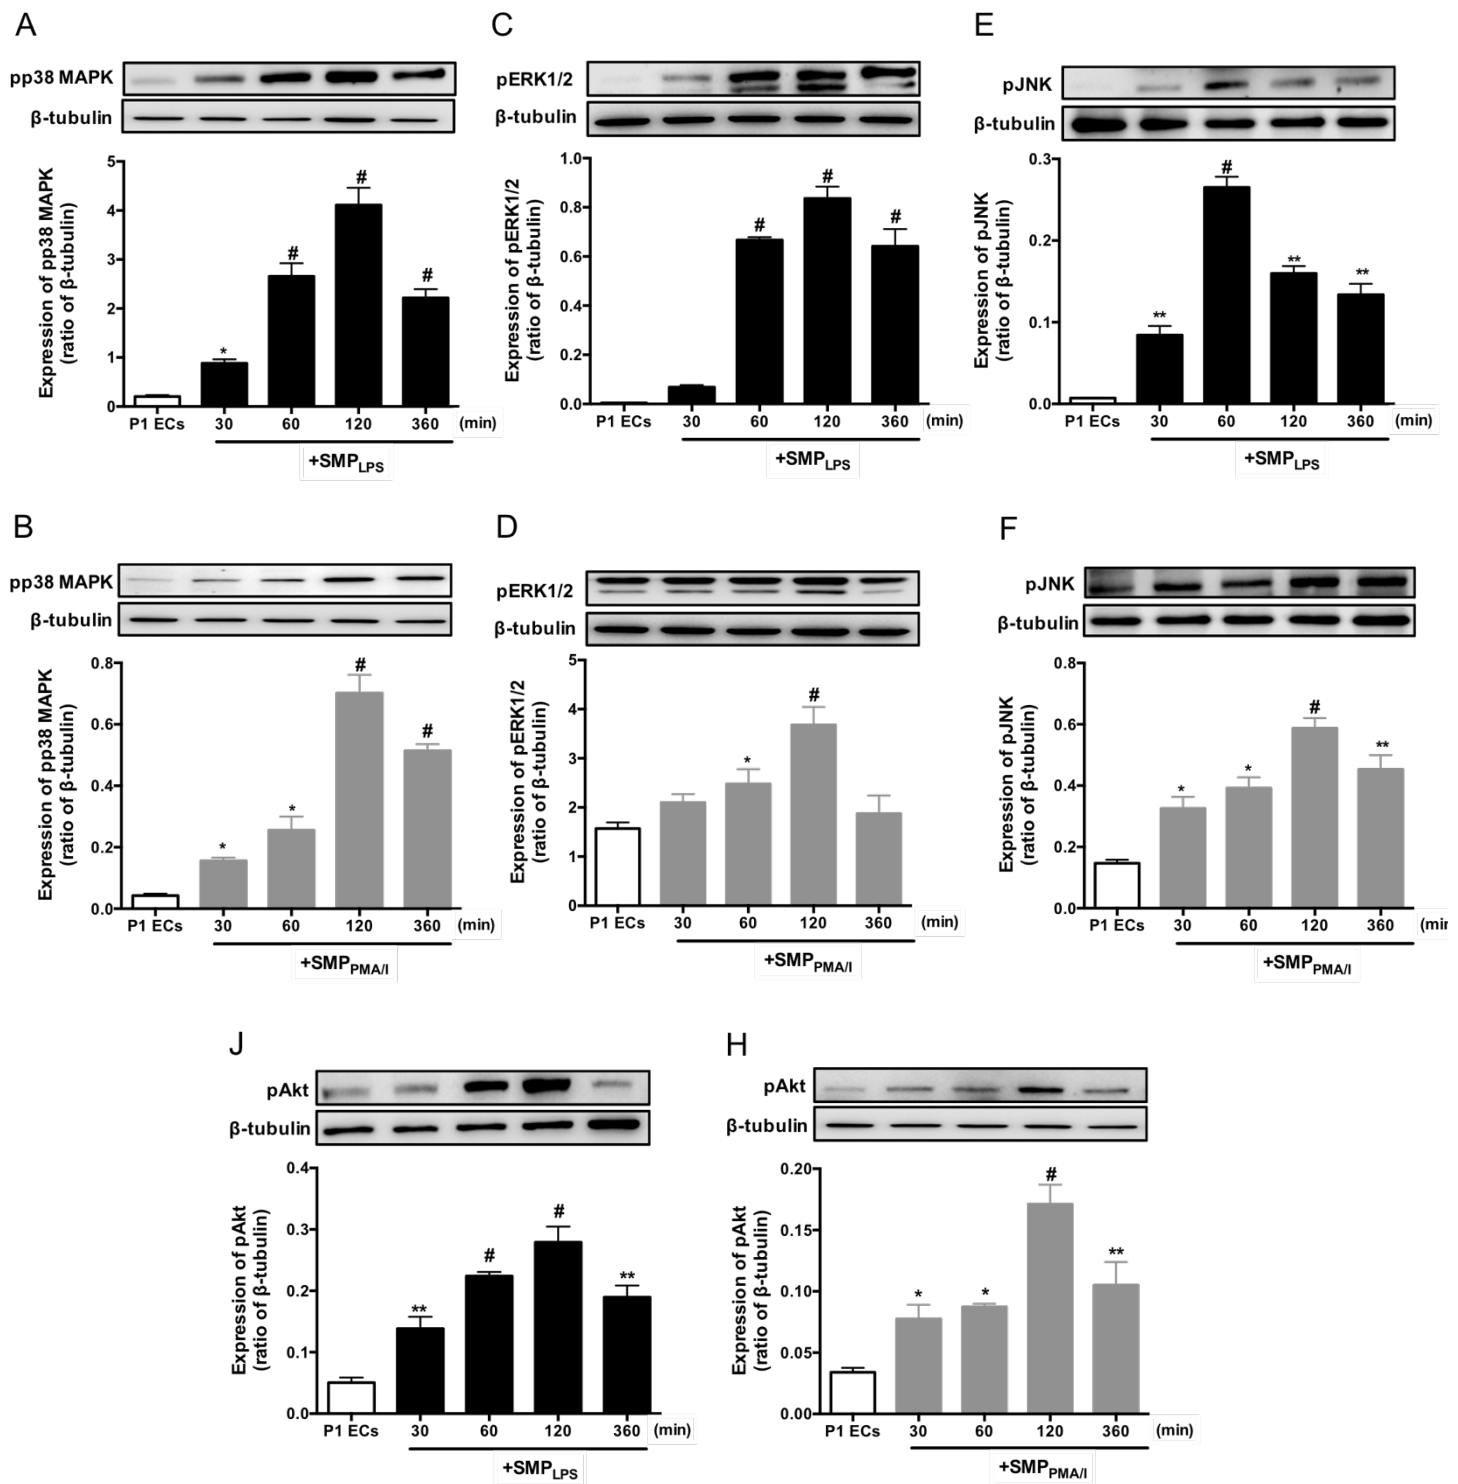 A
pp38 MAPK
β-tubulin
Expression of pp38 MAPK
(ratio of β-tubulin)
5
4
3
2
1
0
*
#
#
#
P1 ECs 30 60 120 360 (min)
+SMPLPS
C
pERK1/2
β-tubulin
Expression of pERK1/2
(ratio of β-tubulin)
1.0
0.8
0.6
0.4
0.2
0.0
#
#
#
P1 ECs 30 60 120 360 (min)
+SMPLPS
E
pJNK
β-tubulin
Expression of pJNK
(ratio of β-tubulin)
0.3
0.2
0.1
0.0
**
#
**
**
P1 ECs 30 60 120 360 (min)
+SMPLPS
B
pp38 MAPK
β-tubulin
Expression of pp38 MAPK
(ratio of β-tubulin)
0.8
0.6
0.4
0.2
0.0
*
*
#
#
P1 ECs 30 60 120 360 (min)
+SMPPMA/I
D
pERK1/2
β-tubulin
Expression of pERK1/2
(ratio of β-tubulin)
5
4
3
2
1
0
*
#
P1 ECs 30 60 120 360 (min)
+SMPPMA/I
F
pJNK
β-tubulin
Expression of pJNK
(ratio of β-tubulin)
0.8
0.6
0.4
0.2
0.0
*
*
#
**
P1 ECs 30 60 120 360 (mir
+SMPPMA/I
J
pAkt
β-tubulin
Expression of pAkt
(ratio of β-tubulin)
0.4
0.3
0.2
0.1
0.0
**
#
#
**
P1 ECs 30 60 120 360 (min)
+SMPLPS
H
pAkt
β-tubulin
Expression of pAkt
(ratio of β-tubulin)
0.20
0.15
0.10
0.05
0.00
*
*
#
**
P1 ECs 30 60 120 360 (min)
+SMPPMA/I